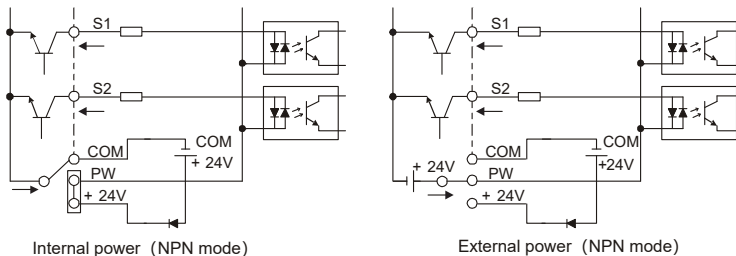 S1
S2
COM
COM
+ 24V
PW
+ 24V
Internal power（NPN mode）
S1
S2
COM
COM
+24V
+ 24V
PW
+ 24V
External power（NPN mode）